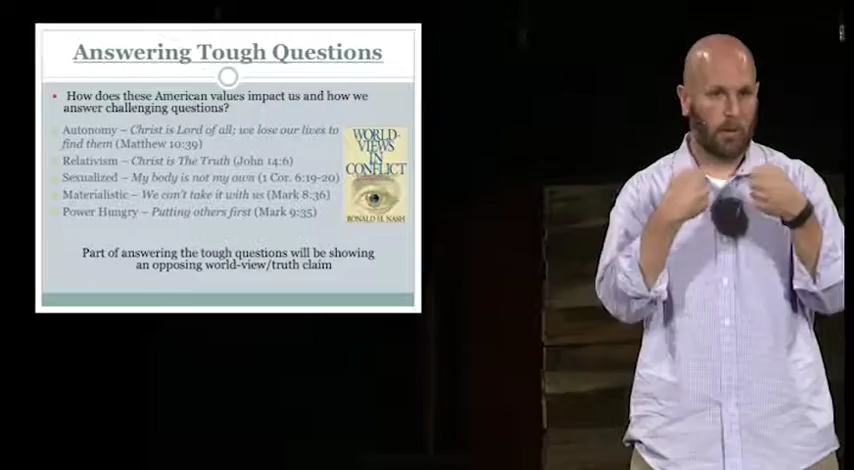 Answering Tough Questions
How does these American values impact us and how we
answer challenging questions?
Autonomy – Christ is Lord of all; we lose our lives to
find them (Matthew 10:39)
Relativism – Christ is The Truth (John 14:6)
Sexualized – My body is not my own (1 Cor. 6:19-20)
Materialistic – We can't take it with us (Mark 8:36)
Power Hungry – Putting others first (Mark 9:35)
WORLD-
VIEWS
IN
CONFLICT
RONALD H. NASH
Part of answering the tough questions will be showing
an opposing world-view/truth claim